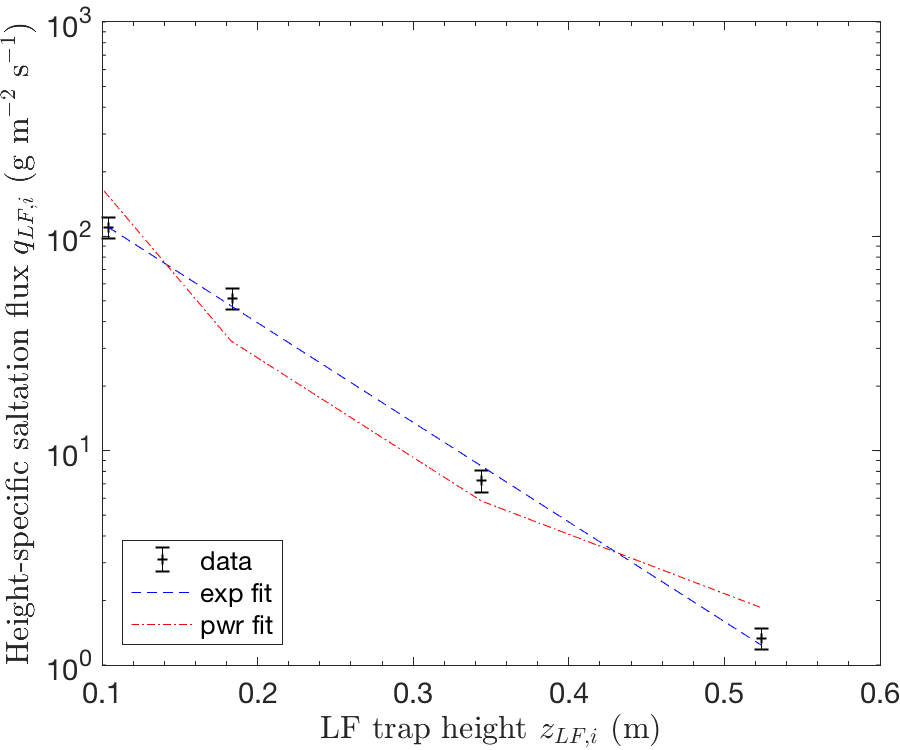 Height-specific saltation flux q_{LF,i} (g m^{-2} s^{-1})
10^3
10^2
10^1
10^0
data
exp fit
pwr fit
0.1 0.2 0.3 0.4 0.5 0.6
LF trap height z_{LF,i} (m)